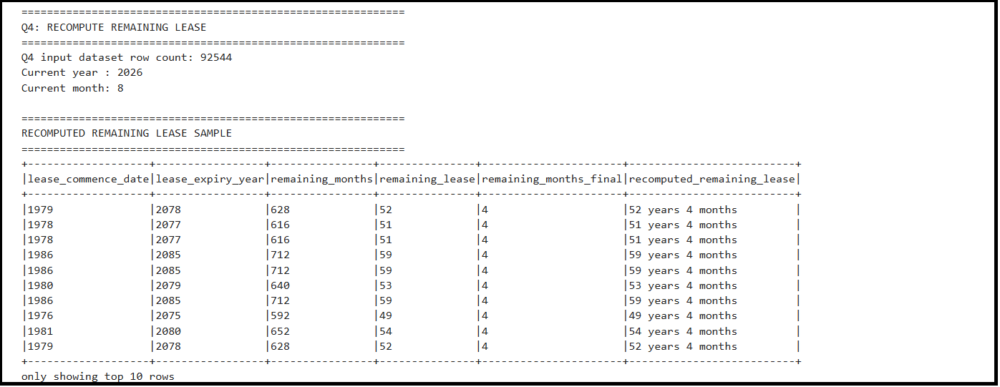 ============================================================
Q4: RECOMPUTE REMAINING LEASE
============================================================
Q4 input dataset row count: 92544
Current year : 2026
Current month: 8

============================================================
RECOMPUTED REMAINING LEASE SAMPLE
============================================================
+-------------------+-----------------+----------------+---------------+----------------------+--------------------------+
|lease_commence_date|lease_expiry_year|remaining_months|remaining_lease|remaining_months_final|recomputed_remaining_lease|
+-------------------+-----------------+----------------+---------------+----------------------+--------------------------+
|1979               |2078             |628             |52             |4                     |52 years 4 months         |
|1978               |2077             |616             |51             |4                     |51 years 4 months         |
|1978               |2077             |616             |51             |4                     |51 years 4 months         |
|1986               |2085             |712             |59             |4                     |59 years 4 months         |
|1986               |2085             |712             |59             |4                     |59 years 4 months         |
|1980               |2079             |640             |53             |4                     |53 years 4 months         |
|1986               |2085             |712             |59             |4                     |59 years 4 months         |
|1976               |2075             |592             |49             |4                     |49 years 4 months         |
|1981               |2080             |652             |54             |4                     |54 years 4 months         |
|1979               |2078             |628             |52             |4                     |52 years 4 months         |
+-------------------+-----------------+----------------+---------------+----------------------+--------------------------+
only showing top 10 rows